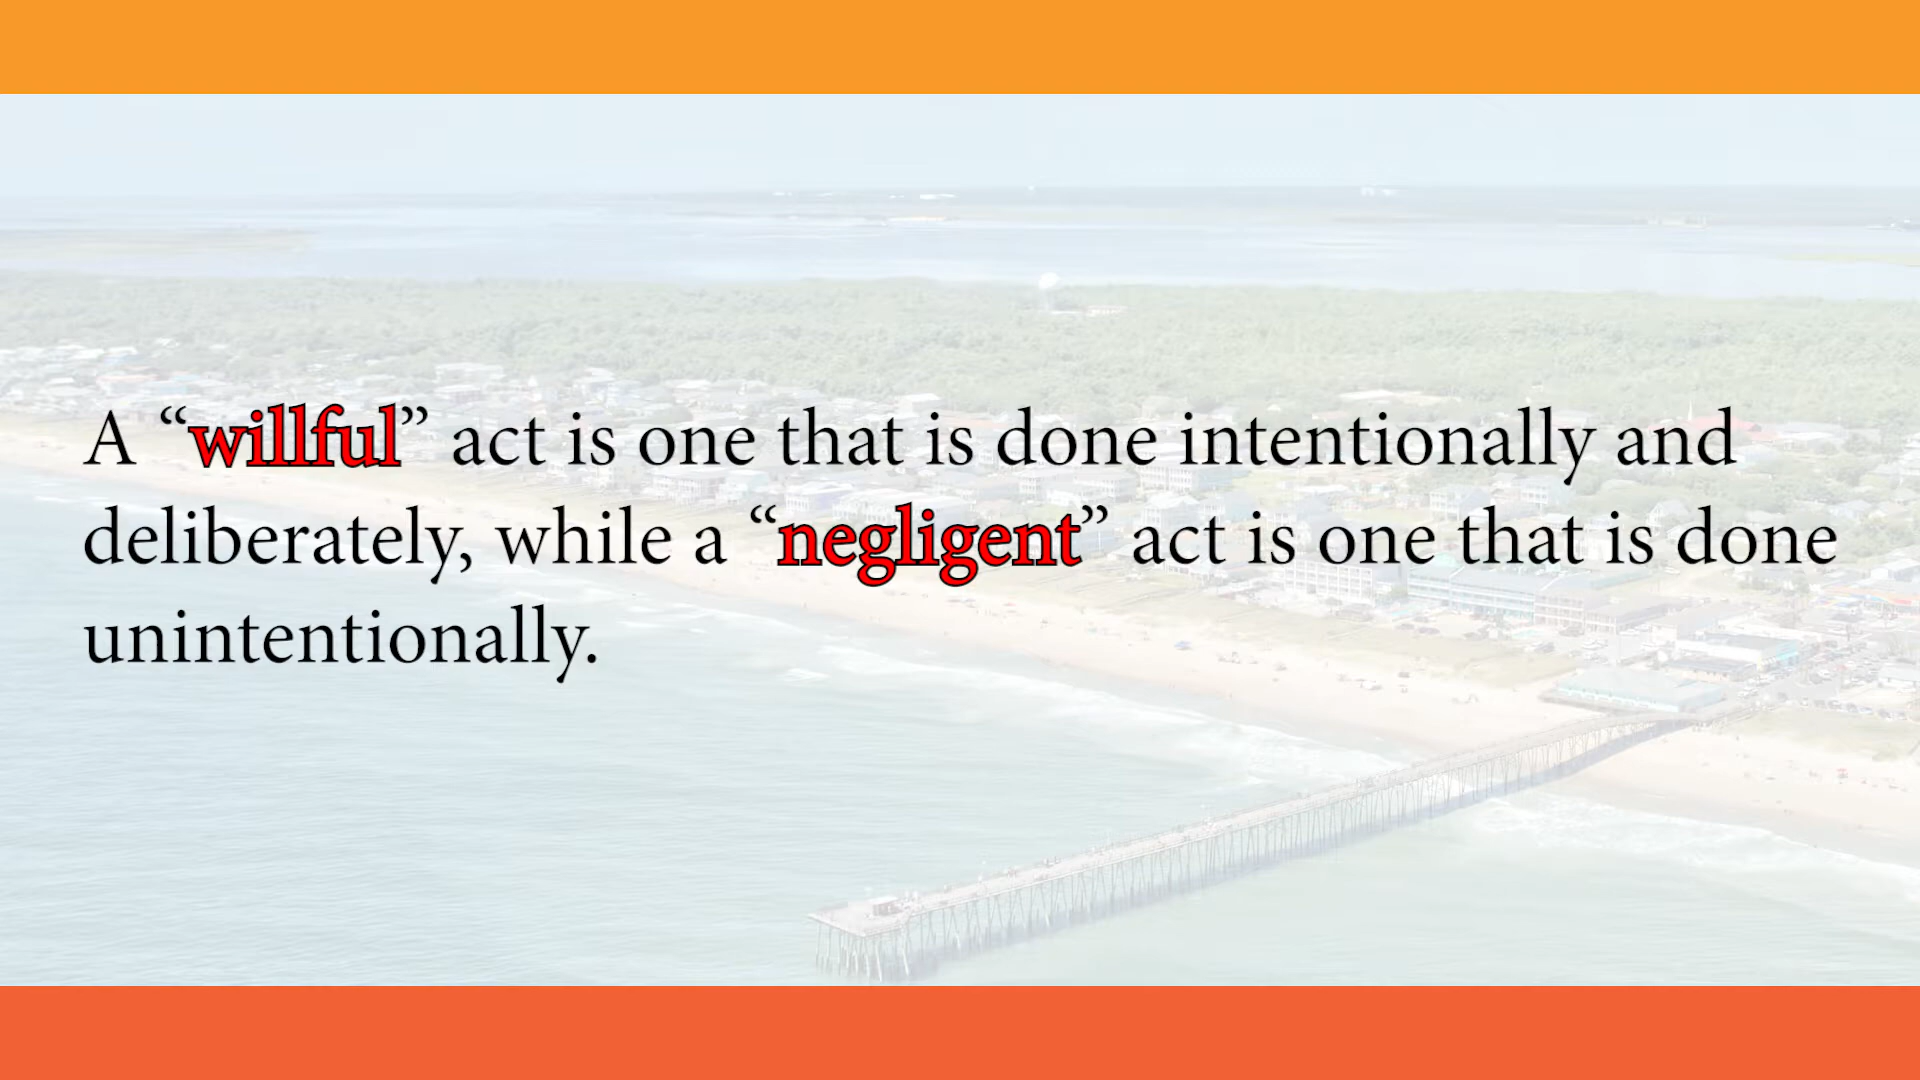 A “willful” act is one that is done intentionally and
deliberately, while a “negligent” act is one that is done
unintentionally.